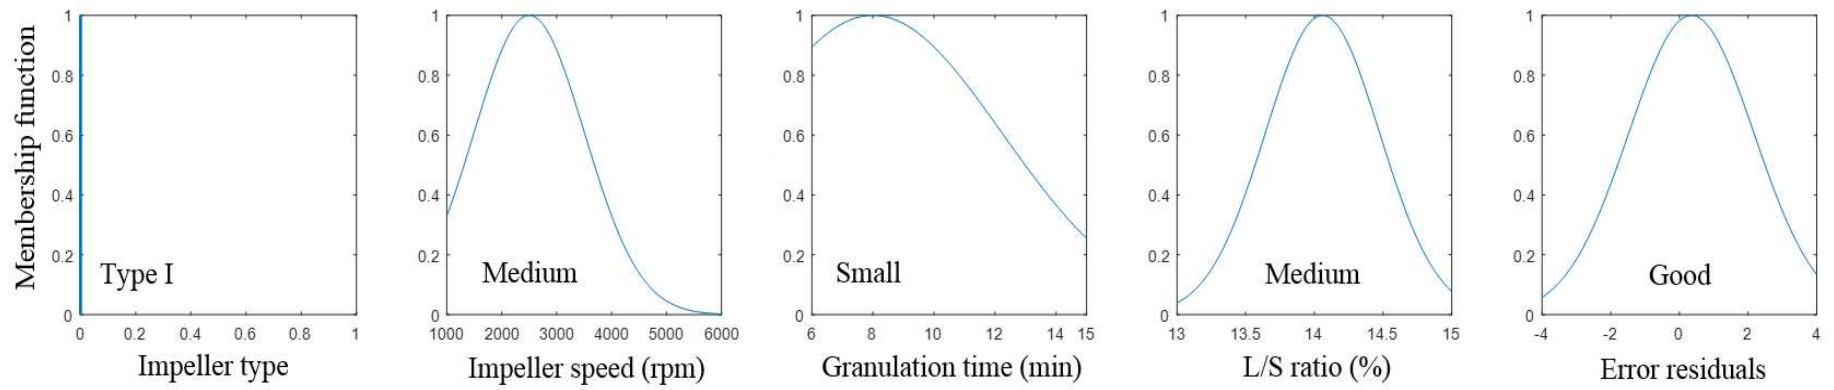 Membership function
1
0.8
0.6
0.4
0.2
0
Type I
0 0.2 0.4 0.6 0.8 1
Impeller type
1
0.8
0.6
0.4
0.2
0
Medium
1000 2000 3000 4000 5000 6000
Impeller speed (rpm)
1
0.8
0.6
0.4
0.2
0
Small
6 8 10 12 14 15
Granulation time (min)
1
0.8
0.6
0.4
0.2
0
Medium
13 13.5 14 14.5 15
L/S ratio (%)
1
0.8
0.6
0.4
0.2
0
Good
-4 -2 0 2 4
Error residuals